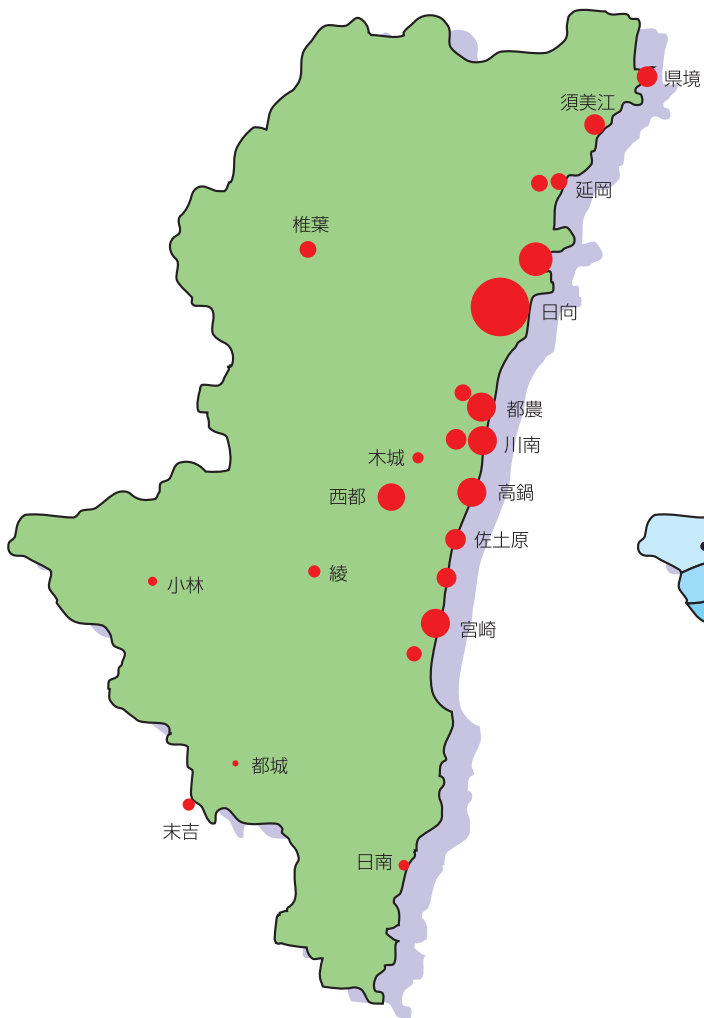 県境
須美江
延岡
椎葉
日向
都農
川南
木城
西都
高鍋
佐土原
綾
小林
宮崎
都城
末吉
日南